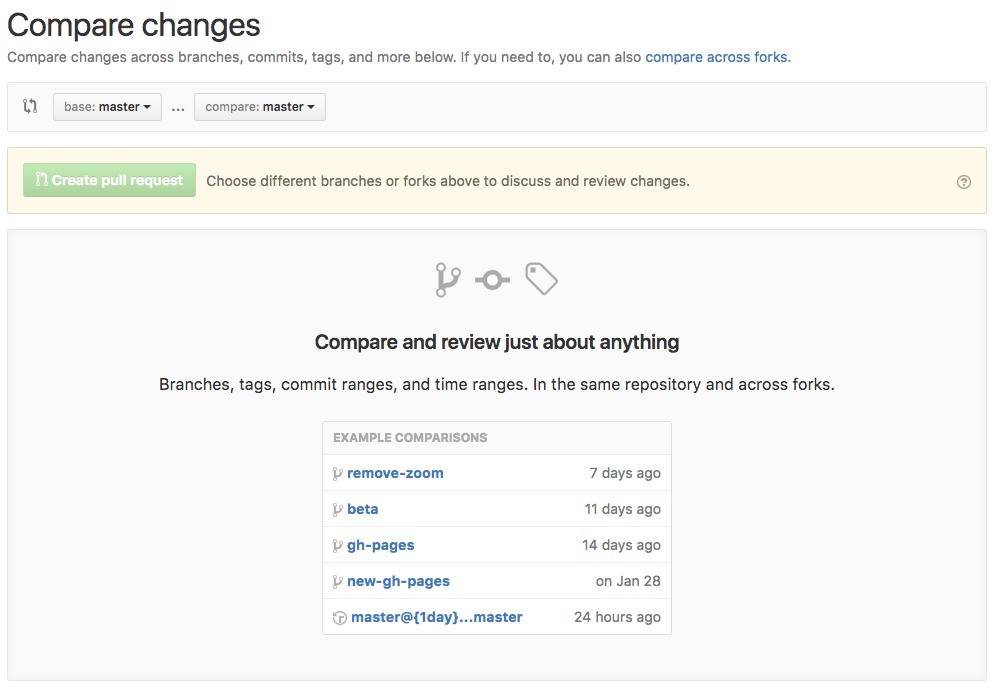 Compare changes
Compare changes across branches, commits, tags, and more below. If you need to, you can also compare across forks.
base: master ... compare: master
Create pull request Choose different branches or forks above to discuss and review changes.
Compare and review just about anything
Branches, tags, commit ranges, and time ranges. In the same repository and across forks.
EXAMPLE COMPARISONS
remove-zoom 7 days ago
beta 11 days ago
gh-pages 14 days ago
new-gh-pages on Jan 28
master@{1day}...master 24 hours ago